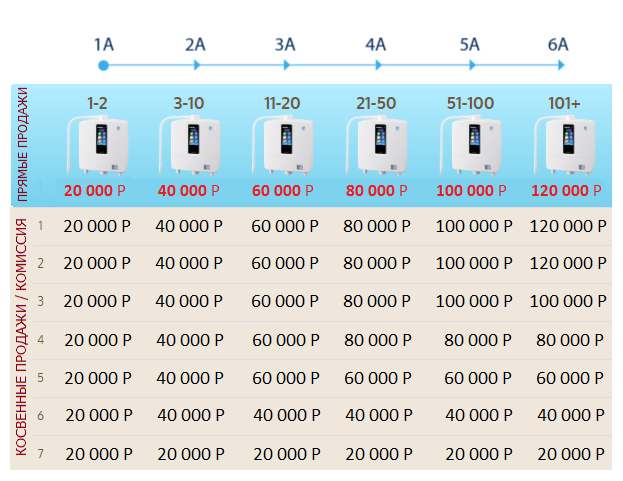 1A 2A 3A 4A 5A 6A
ПРЯМЫЕ ПРОДАЖИ
1-2 3-10 11-20 21-50 51-100 101+
20 000 Р 40 000 Р 60 000 Р 80 000 Р 100 000 Р 120 000 Р
КОСВЕННЫЕ ПРОДАЖИ / КОМИССИЯ
1 20 000 Р 40 000 Р 60 000 Р 80 000 Р 100 000 Р 120 000 Р
2 20 000 Р 40 000 Р 60 000 Р 80 000 Р 100 000 Р 120 000 Р
3 20 000 Р 40 000 Р 60 000 Р 80 000 Р 100 000 Р 100 000 Р
4 20 000 Р 40 000 Р 60 000 Р 80 000 Р 80 000 Р 80 000 Р
5 20 000 Р 40 000 Р 60 000 Р 60 000 Р 60 000 Р 60 000 Р
6 20 000 Р 40 000 Р 40 000 Р 40 000 Р 40 000 Р 40 000 Р
7 20 000 Р 20 000 Р 20 000 Р 20 000 Р 20 000 Р 20 000 Р